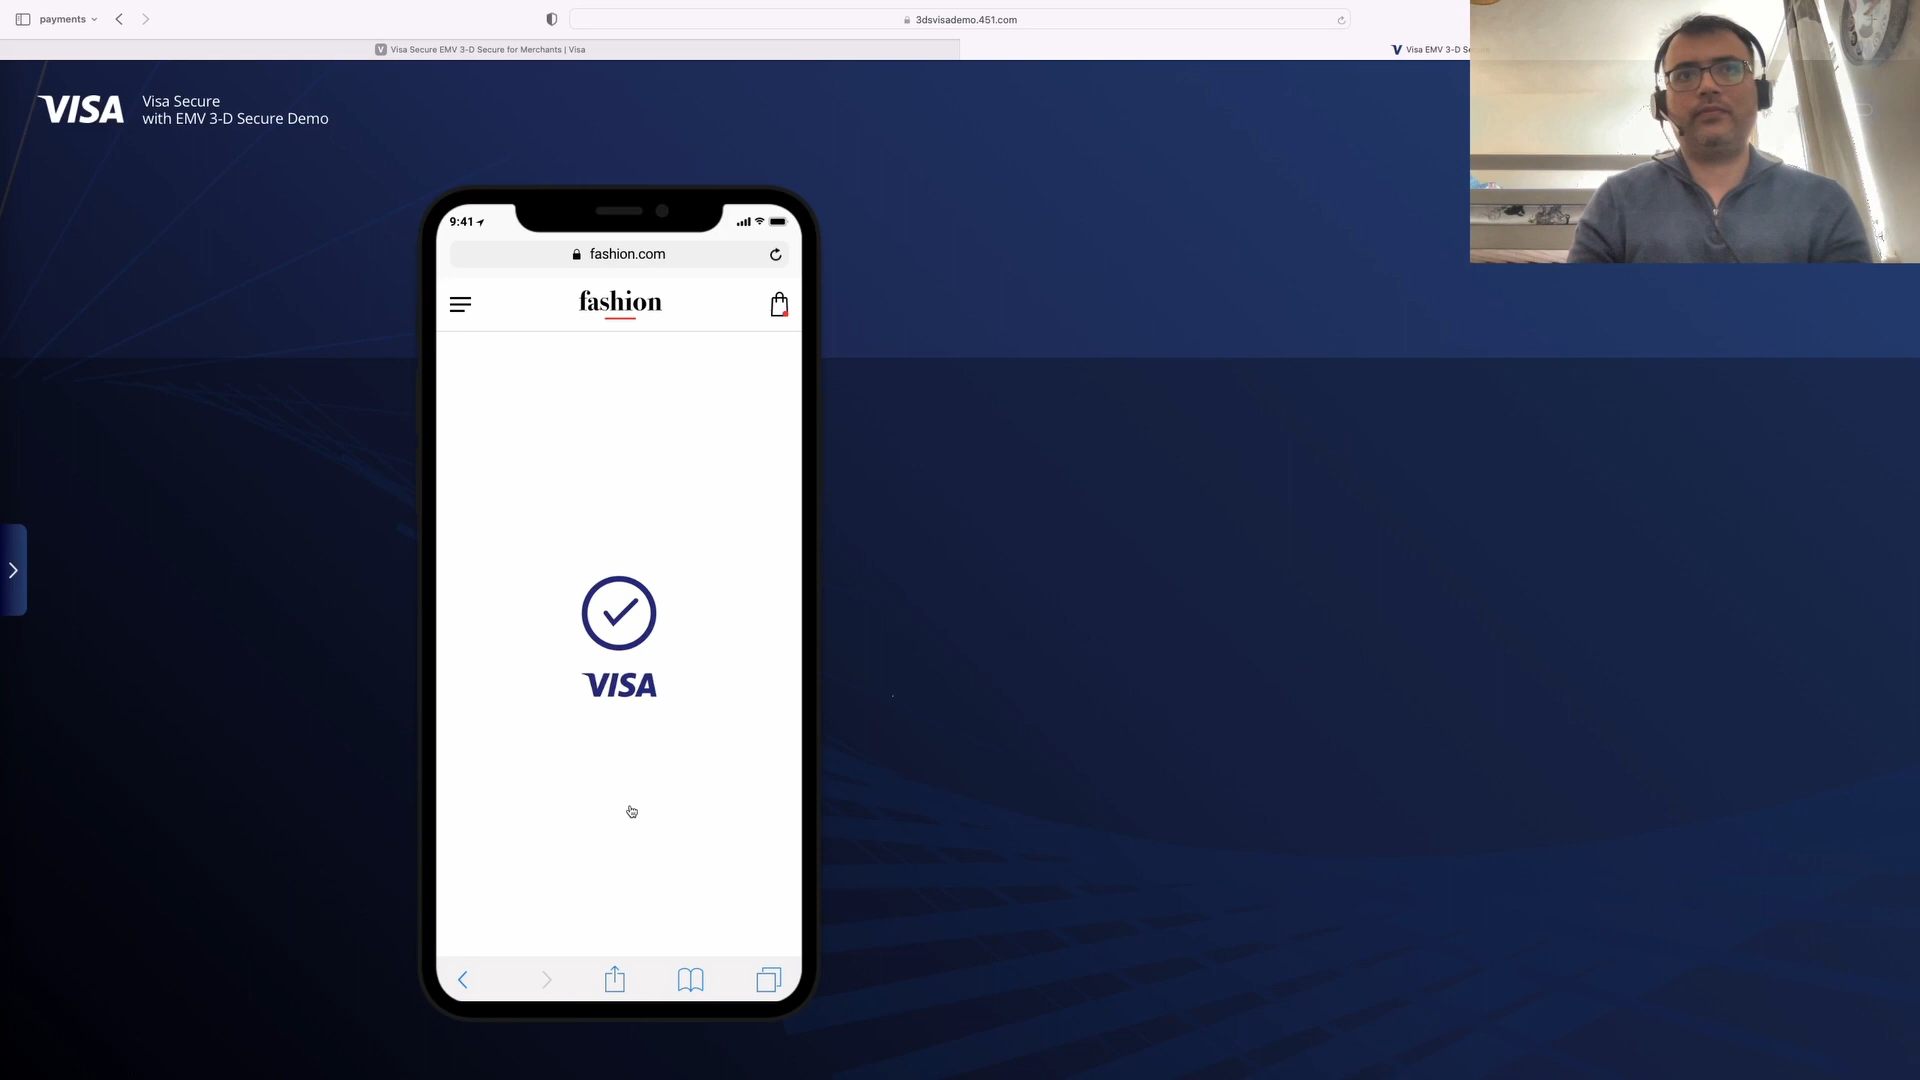 payments
3dsvisademo.451.com
V Visa Secure EMV 3-D Secure for Merchants | Visa
Visa EMV 3-D
VISA
Visa Secure
with EMV 3-D Secure Demo
9:41
fashion.com
fashion
VISA